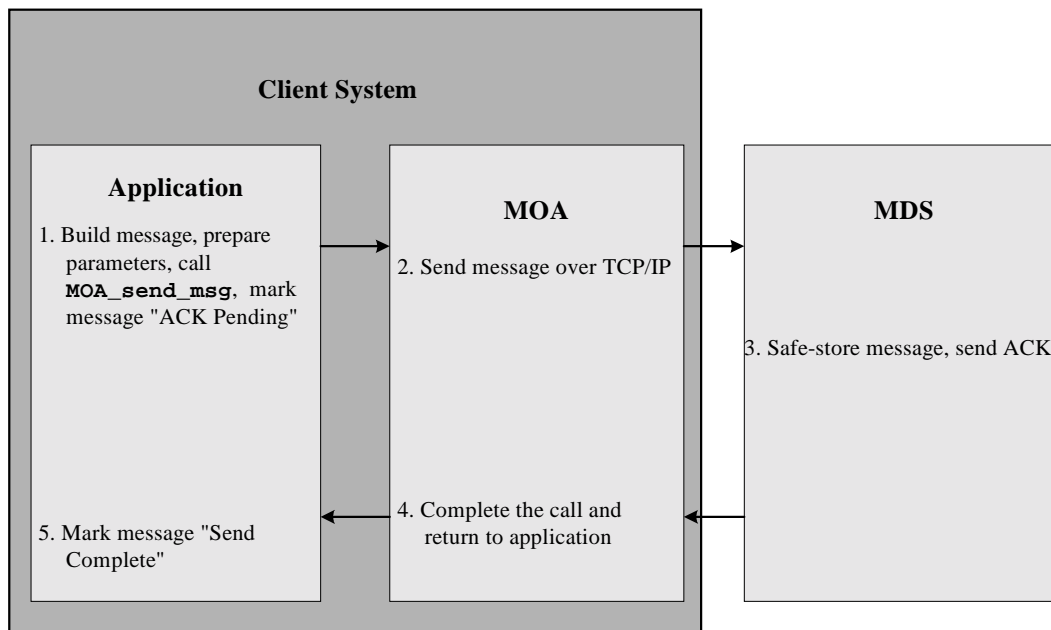 Client System
Application
1. Build message, prepare
parameters, call
MOA_send_msg, mark
message "ACK Pending"
5. Mark message "Send
Complete"
MOA
2. Send message over TCP/IP
4. Complete the call and
return to application
MDS
3. Safe-store message, send ACK